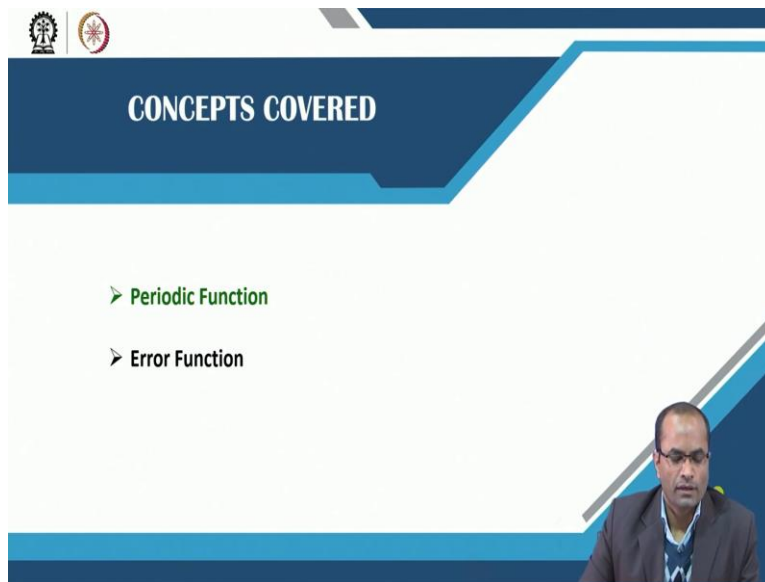 CONCEPTS COVERED
➢ Periodic Function
➢ Error Function